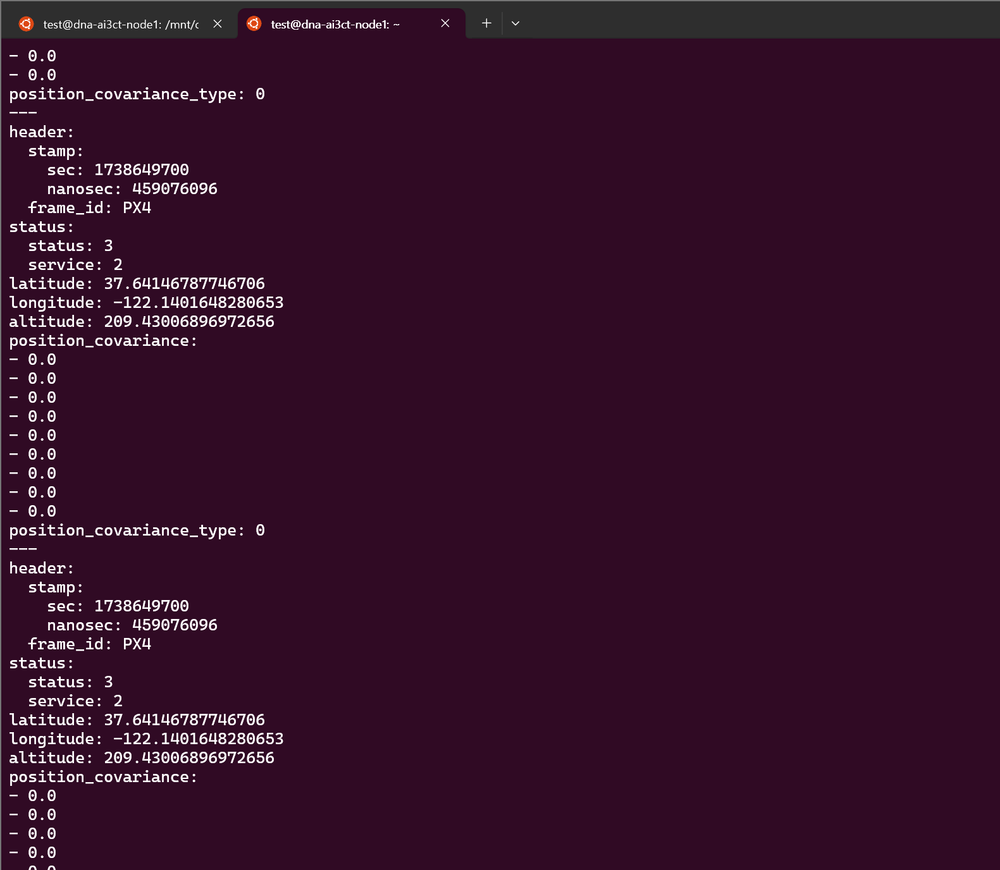 test@dna-ai3ct-node1: /mnt/c
test@dna-ai3ct-node1: ~
- 0.0
- 0.0
position_covariance_type: 0
---
header:
  stamp:
    sec: 1738649700
    nanosec: 459076096
  frame_id: PX4
status:
  status: 3
  service: 2
latitude: 37.64146787746706
longitude: -122.1401648280653
altitude: 209.43006896972656
position_covariance:
- 0.0
- 0.0
- 0.0
- 0.0
- 0.0
- 0.0
- 0.0
- 0.0
- 0.0
position_covariance_type: 0
---
header:
  stamp:
    sec: 1738649700
    nanosec: 459076096
  frame_id: PX4
status:
  status: 3
  service: 2
latitude: 37.64146787746706
longitude: -122.1401648280653
altitude: 209.43006896972656
position_covariance:
- 0.0
- 0.0
- 0.0
- 0.0